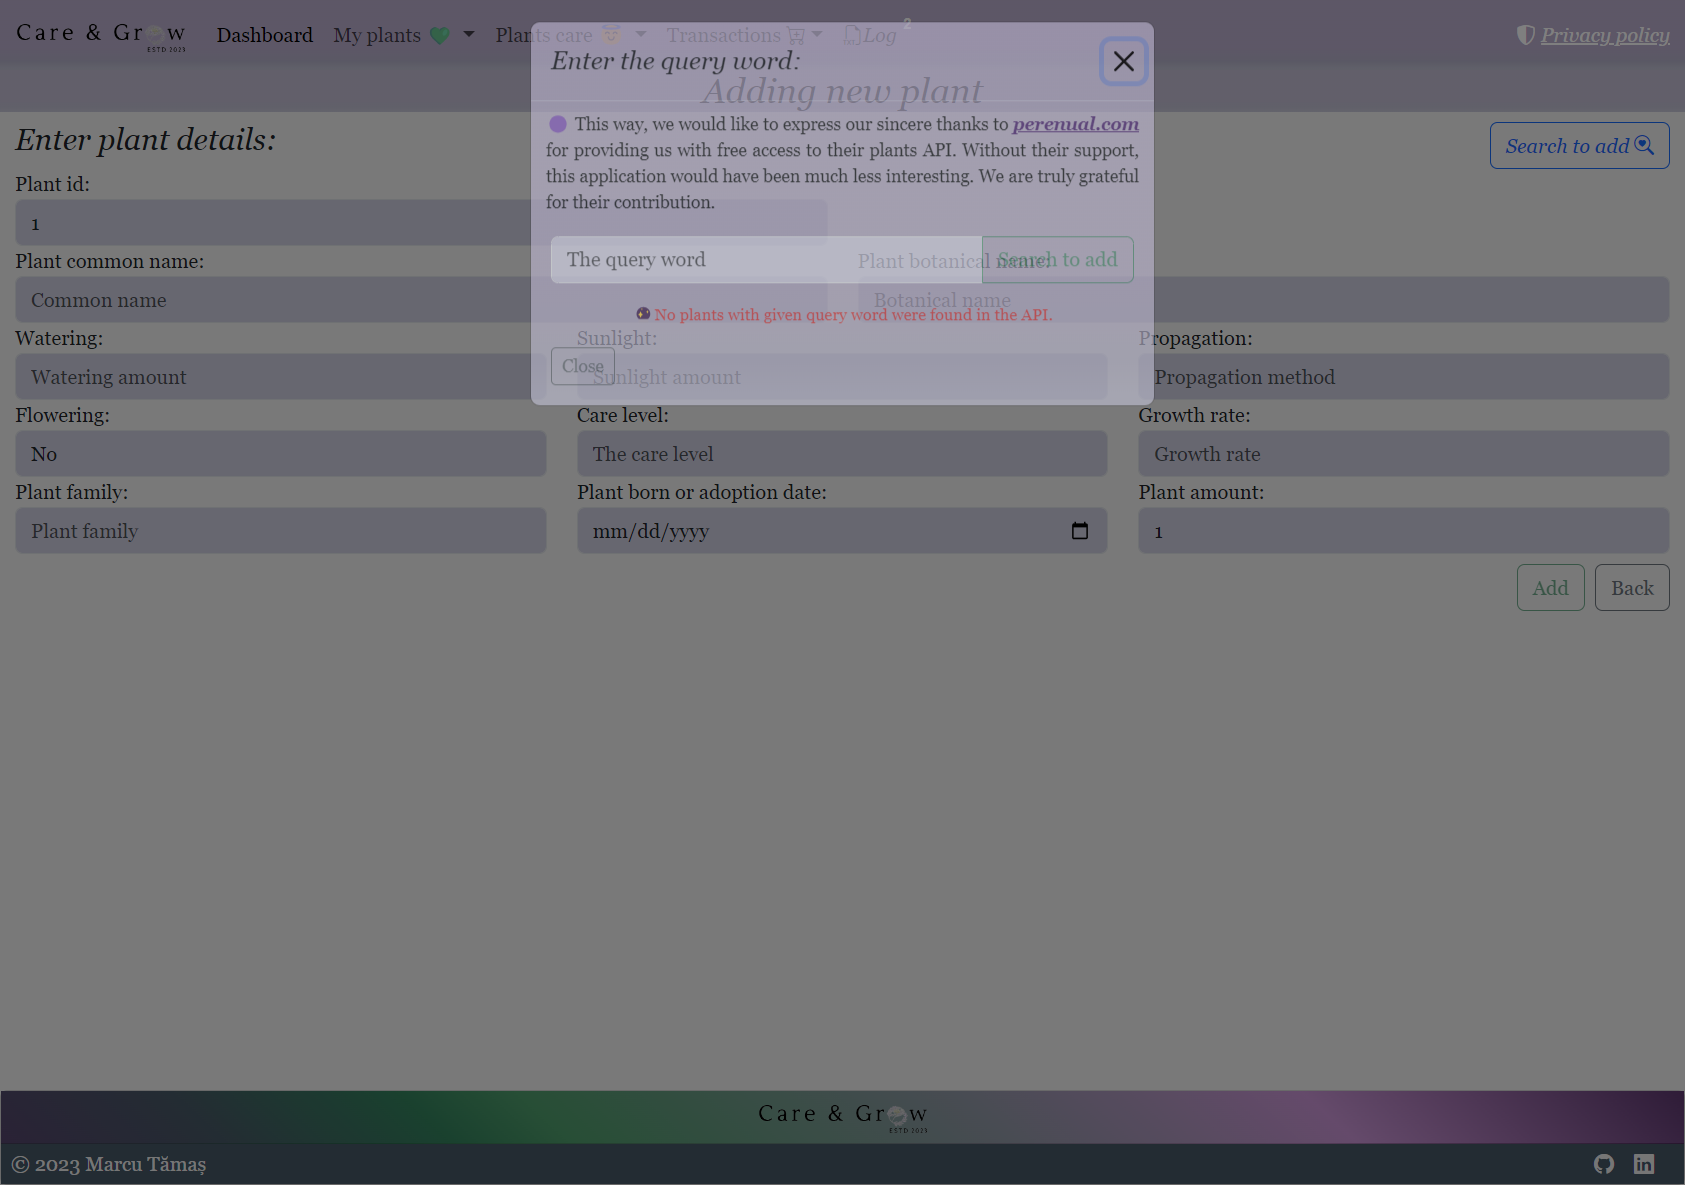 Care & Grow
ESTD 2023
Dashboard
My plants
Plants care
Transactions
Log
2
Privacy policy
Enter the query word:
Adding new plant
This way, we would like to express our sincere thanks to perenual.com
for providing us with free access to their plants API. Without their support,
this application would have been much less interesting. We are truly grateful
for their contribution.
The query word
Search to add
No plants with given query word were found in the API.
Close
Enter plant details:
Search to add
Plant id:
1
Plant common name:
Plant botanical name:
Common name
Botanical name
Watering:
Sunlight:
Propagation:
Watering amount
Sunlight amount
Propagation method
Flowering:
Care level:
Growth rate:
No
The care level
Growth rate
Plant family:
Plant born or adoption date:
Plant amount:
Plant family
mm/dd/yyyy
1
Add
Back
Care & Grow
ESTD 2023
© 2023 Marcu Tămaș